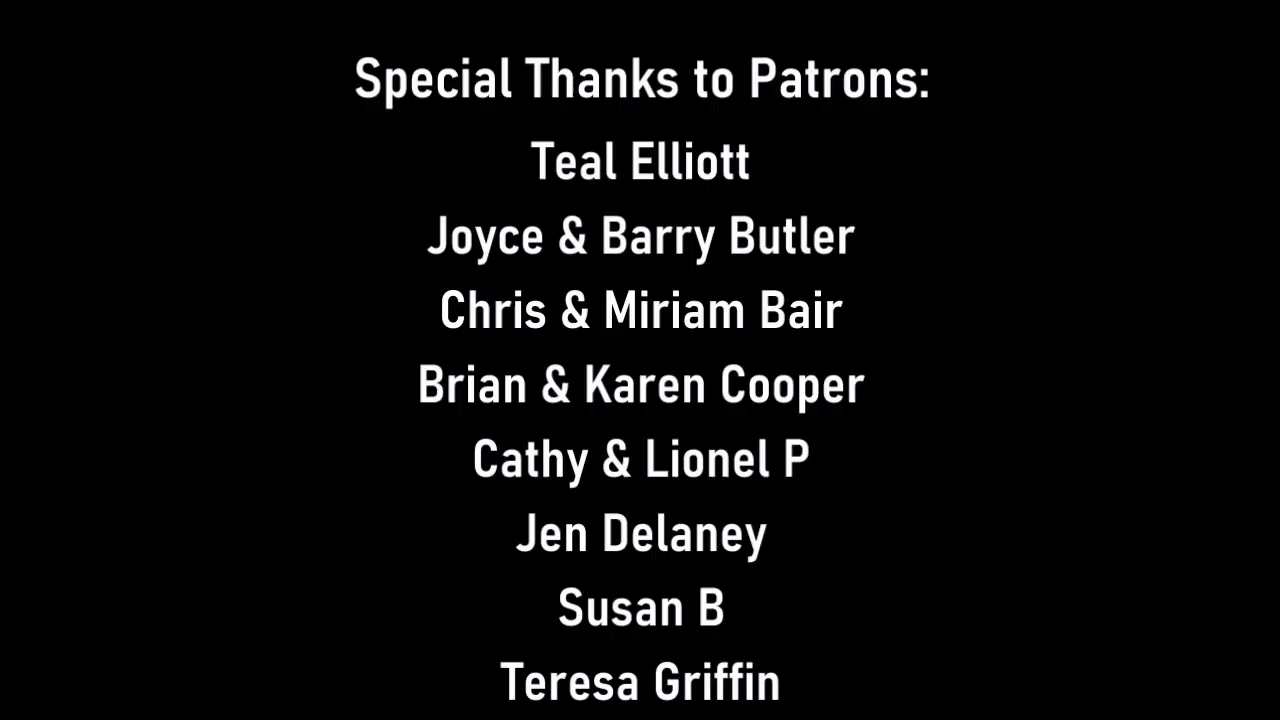 Special Thanks to Patrons:
Teal Elliott
Joyce & Barry Butler
Chris & Miriam Bair
Brian & Karen Cooper
Cathy & Lionel P
Jen Delaney
Susan B
Teresa Griffin